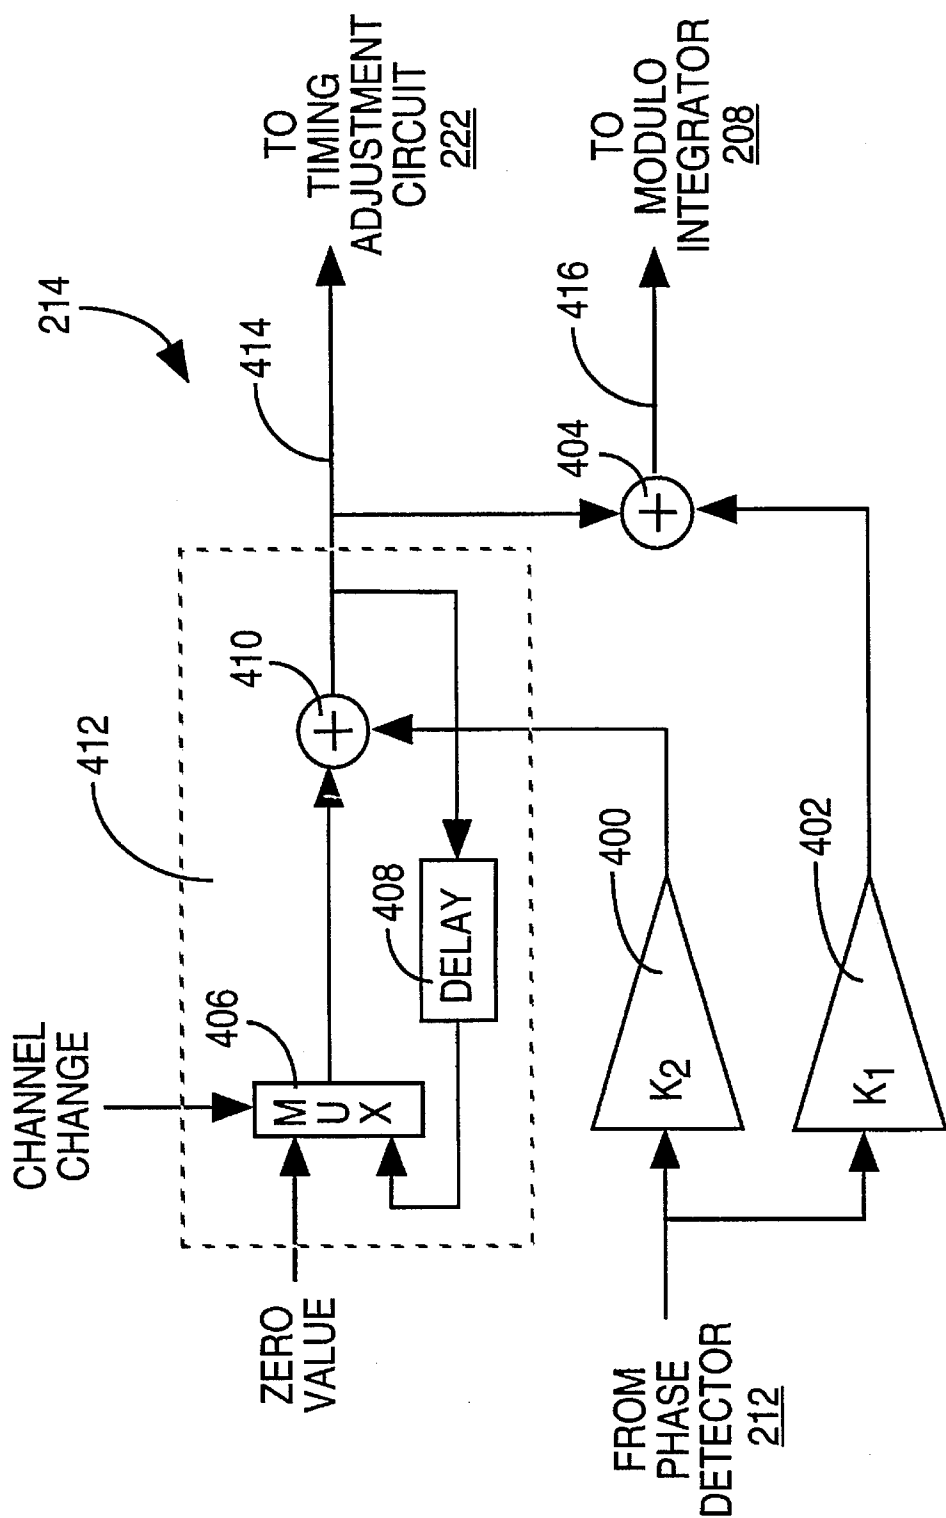 214
412
CHANNEL
CHANGE
406
410
414
TO
TIMING
ADJUSTMENT
CIRCUIT
222
ZERO
VALUE
M
U
X
408
DELAY
404
416
TO
MODULO
INTEGRATOR
208
FROM
PHASE
DETECTOR
212
K2
400
K1
402